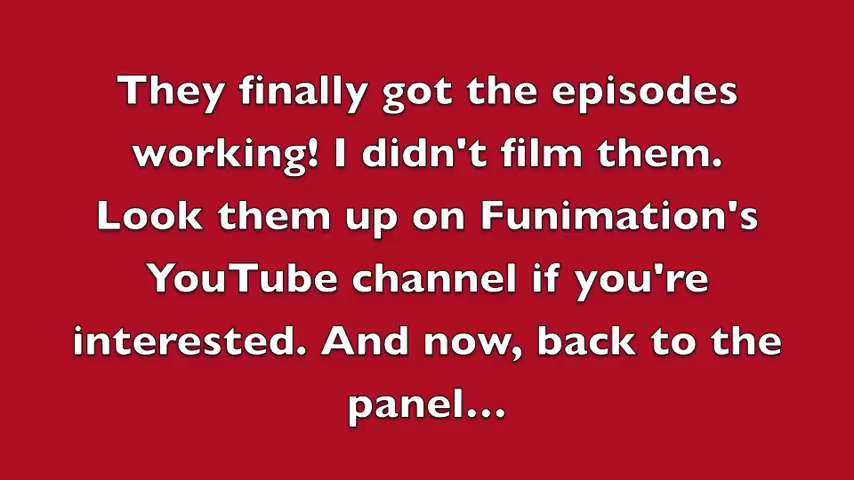 They finally got the episodes
working! I didn't film them.
Look them up on Funimation's
YouTube channel if you're
interested. And now, back to the
panel...